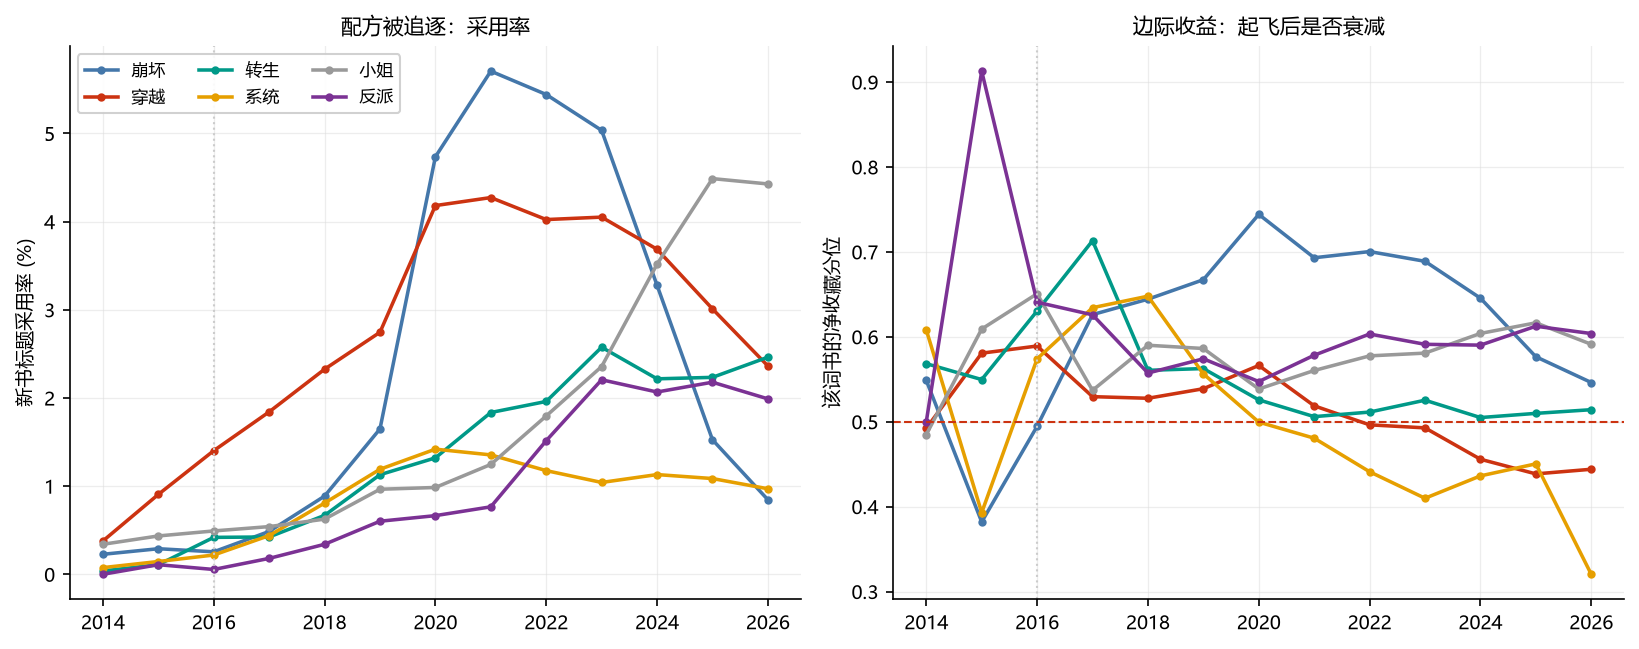 配方被追逐：采用率
新书标题采用率 (%)
崩坏
穿越
转生
系统
小姐
反派
5
4
3
2
1
0
2014 2016 2018 2020 2022 2024 2026
边际收益：起飞后是否衰减
该词书的净收藏分位
0.9
0.8
0.7
0.6
0.5
0.4
0.3
2014 2016 2018 2020 2022 2024 2026